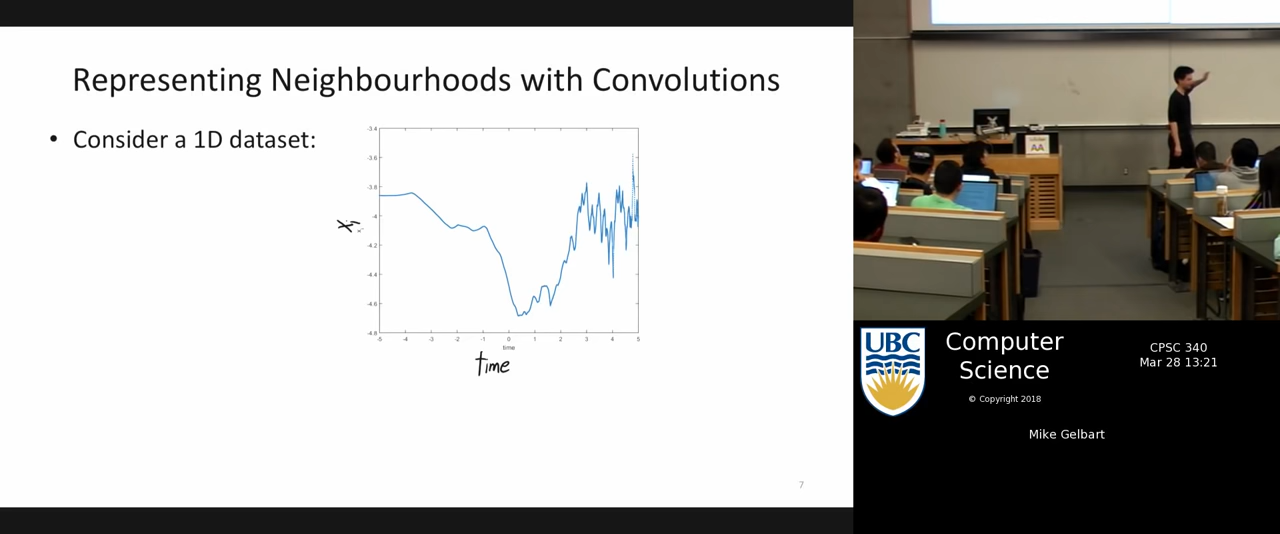 Representing Neighbourhoods with Convolutions
• Consider a 1D dataset:
-3.4
-3.6
-3.8
-4
-4.2
-4.4
-4.6
-4.8
-5 -4 -3 -2 -1 0 1 2 3 4 5
time
time
7
AA
UBC
Computer
Science
© Copyright 2018
CPSC 340
Mar 28 13:21
Mike Gelbart